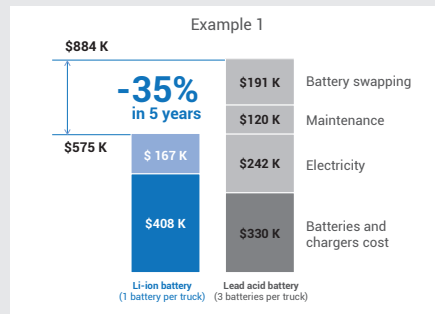 Example 1
$884 K
-35%
in 5 years
$575 K
$ 167 K
$408 K
$191 K
Battery swapping
$120 K
Maintenance
$242 K
Electricity
$330 K
Batteries and
chargers cost
Li-ion battery
(1 battery per truck)
Lead acid battery
(3 batteries per truck)